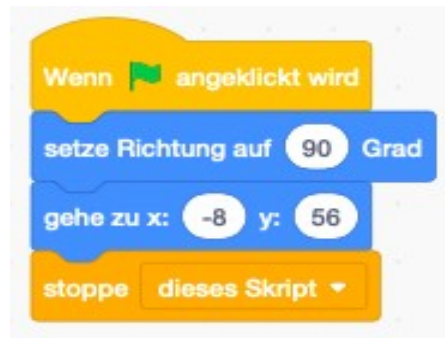 Wenn angeklickt wird
setze Richtung auf 90 Grad
gehe zu x: -8 y: 56
stoppe dieses Skript